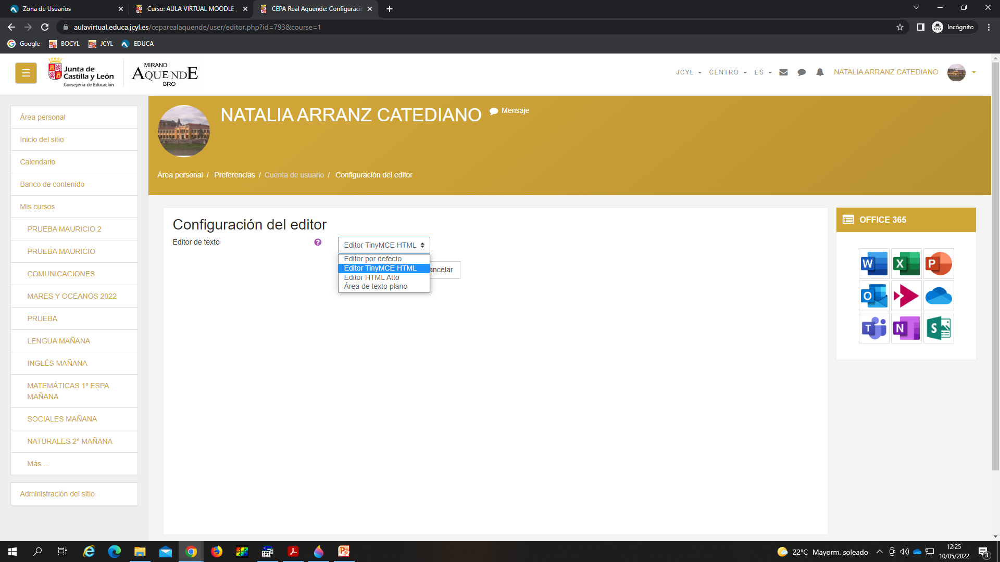 Zona de Usuarios
Curso: AULA VIRTUAL MOODLE
CEPA Real Aquende: Configuració
aulavirtual.educa.jcyl.es/ceparealaquende/user/editor.php?id=793&course=1
Incógnito
Google
BOCYL
JCYL
EDUCA
Junta de
Castilla y León
Consejería de Educación
MIRAND
AQUENDE
BRO
JCYL
CENTRO
ES
NATALIA ARRANZ CATEDIANO
Área personal
Inicio del sitio
Calendario
Banco de contenido
Mis cursos
PRUEBA MAURICIO 2
PRUEBA MAURICIO
COMUNICACIONES
MARES Y OCEANOS 2022
PRUEBA
LENGUA MAÑANA
INGLÉS MAÑANA
MATEMÁTICAS 1º ESPA
MAÑANA
SOCIALES MAÑANA
NATURALES 2º MAÑANA
Más ...
Administración del sitio
NATALIA ARRANZ CATEDIANO
Mensaje
Área personal / Preferencias / Cuenta de usuario / Configuración del editor
Configuración del editor
Editor de texto
?
Editor TinyMCE HTML
Editor por defecto
Editor TinyMCE HTML
Editor HTML Atto
Área de texto plano
ancelar
OFFICE 365
W
X
P
O
T
N
S
22°C Mayorm. soleado
12:25
10/05/2022
3